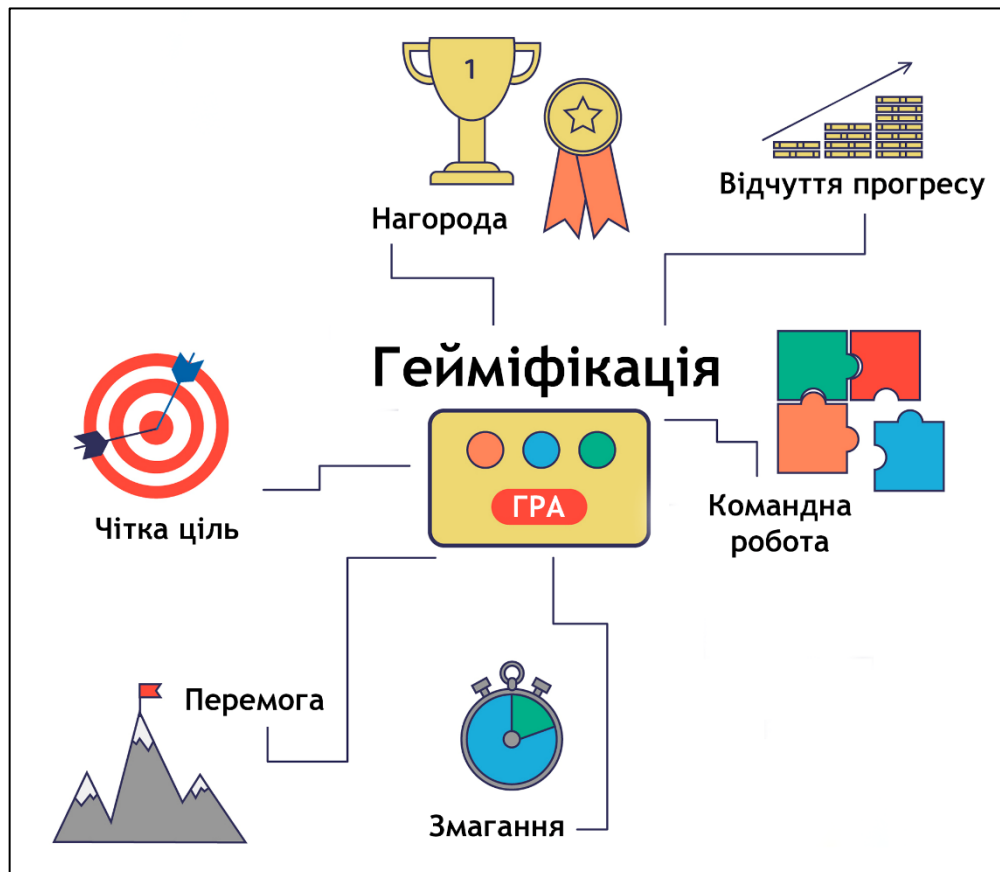 1
Нагорода
Відчуття прогресу
Гейміфікація
ГРА
Чітка ціль
Командна
робота
Перемога
Змагання